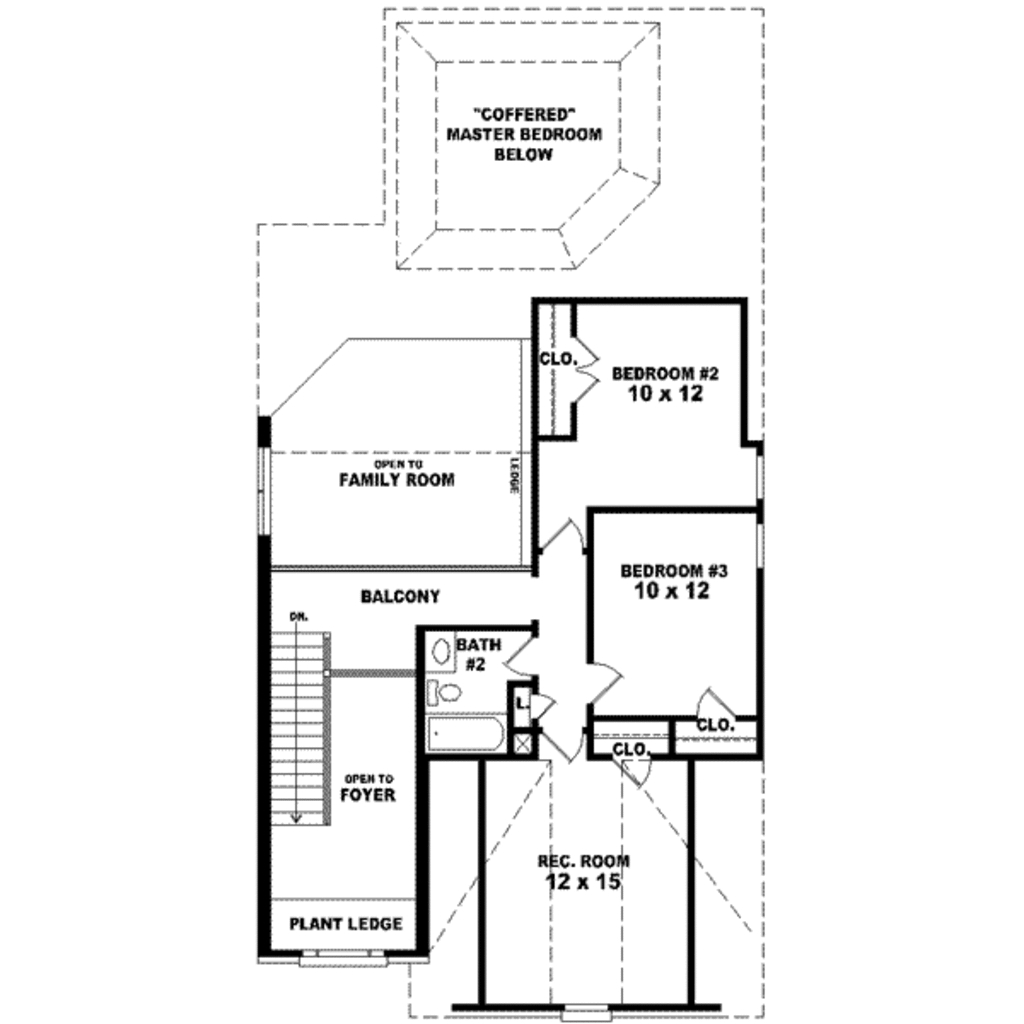 "COFFERED"
MASTER BEDROOM
BELOW
CLO.
BEDROOM #2
10 x 12
OPEN TO
FAMILY ROOM
LEDGE
BEDROOM #3
10 x 12
BALCONY
DN.
BATH
#2
L.
CLO.
CLO.
OPEN TO
FOYER
REC. ROOM
12 x 15
PLANT LEDGE